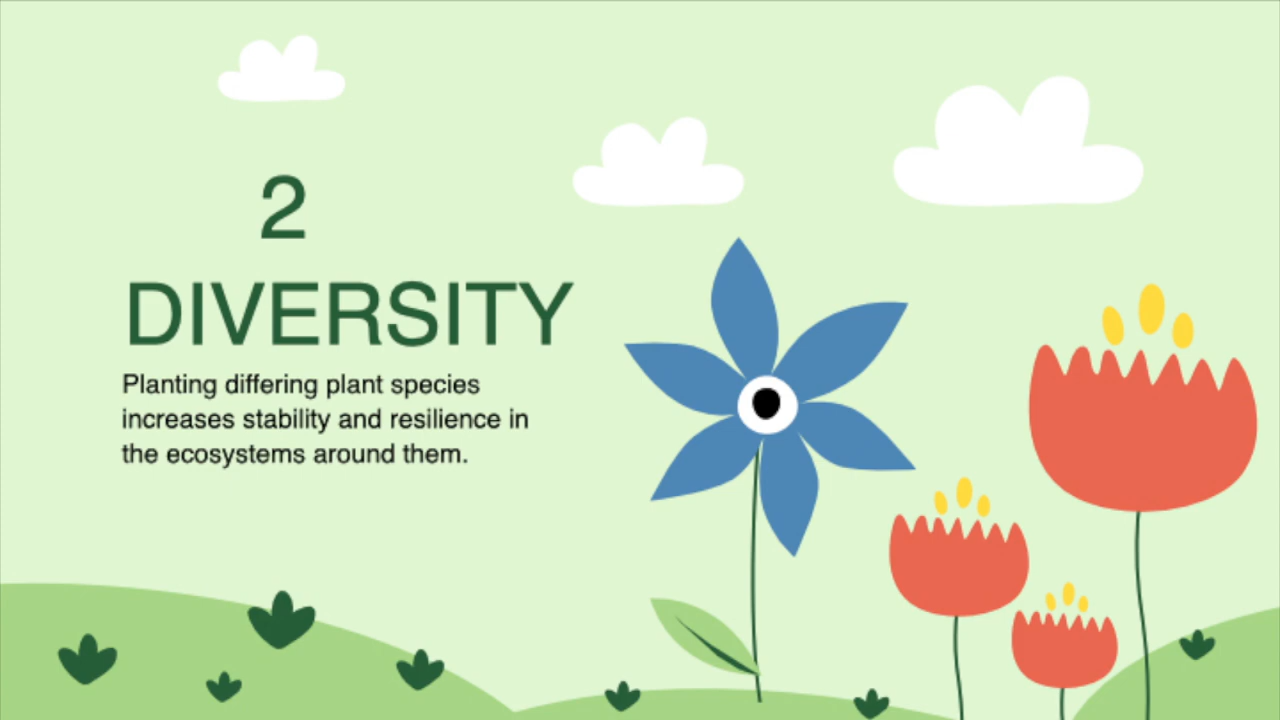 2
DIVERSITY
Planting differing plant species
increases stability and resilience in
the ecosystems around them.